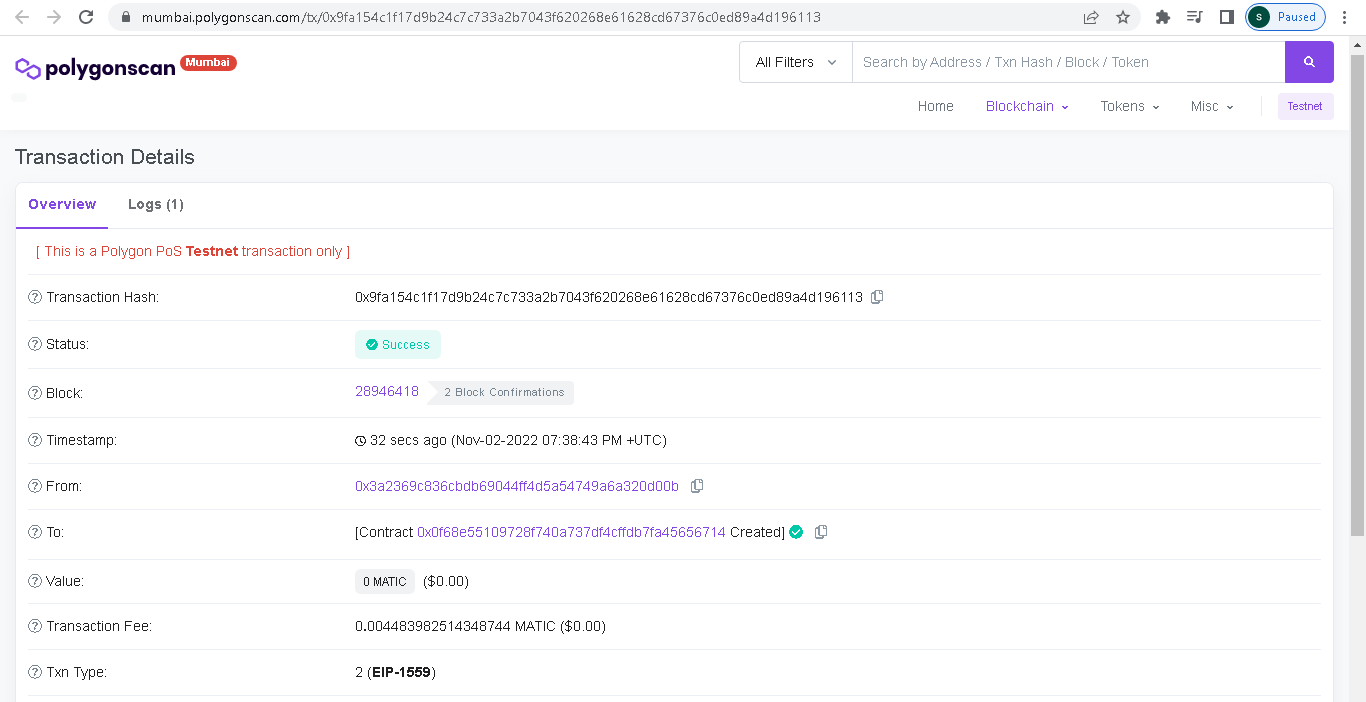 mumbai.polygonscan.com/tx/0x9fa154c1f17d9b24c7c733a2b7043f620268e61628cd67376c0ed89a4d196113
S Paused
polygonscan Mumbai
All Filters Search by Address / Txn Hash / Block / Token
Home Blockchain Tokens Misc Testnet
Transaction Details
Overview Logs (1)
[ This is a Polygon PoS Testnet transaction only ]
? Transaction Hash: 0x9fa154c1f17d9b24c7c733a2b7043f620268e61628cd67376c0ed89a4d196113
? Status: Success
? Block: 28946418 2 Block Confirmations
? Timestamp: 32 secs ago (Nov-02-2022 07:38:43 PM +UTC)
? From: 0x3a2369c836cbdb69044ff4d5a54749a6a320d00b
? To: [Contract 0x0f68e55109728f740a737df4cffdb7fa45656714 Created]
? Value: 0 MATIC ($0.00)
? Transaction Fee: 0.004483982514348744 MATIC ($0.00)
? Txn Type: 2 (EIP-1559)